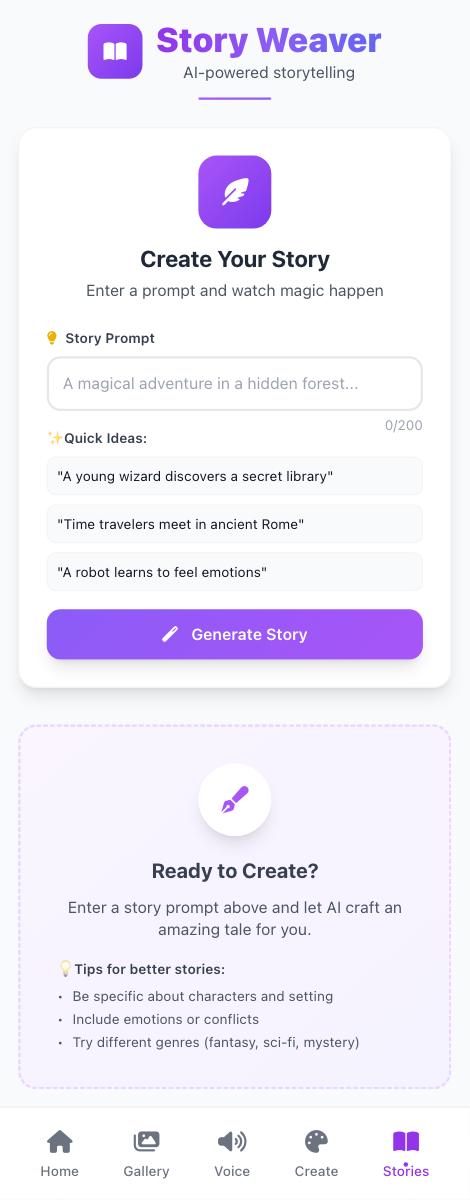 Story Weaver
AI-powered storytelling
Create Your Story
Enter a prompt and watch magic happen
Story Prompt
A magical adventure in a hidden forest...
0/200
✨Quick Ideas:
"A young wizard discovers a secret library"
"Time travelers meet in ancient Rome"
"A robot learns to feel emotions"
Generate Story
Ready to Create?
Enter a story prompt above and let AI craft an
amazing tale for you.
💡Tips for better stories:
• Be specific about characters and setting
• Include emotions or conflicts
• Try different genres (fantasy, sci-fi, mystery)
Home Gallery Voice Create Stories